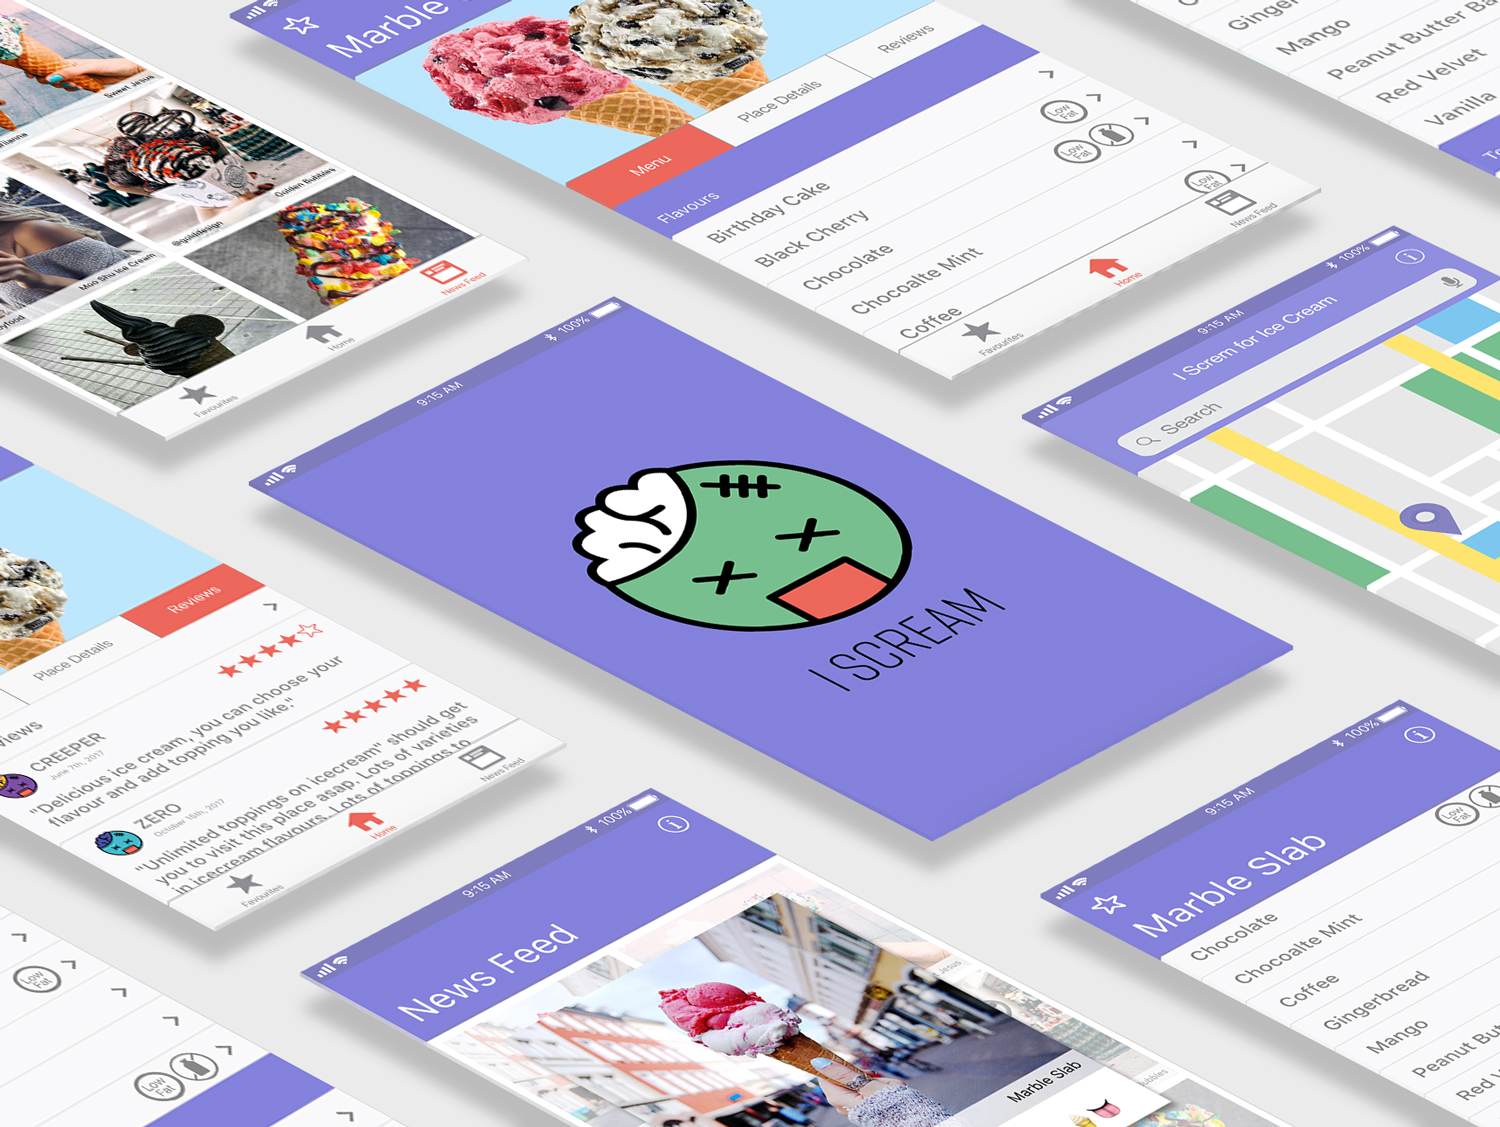 Sweet Jesus
Golden Bubbles
@guiddesign
Moo Shu Ice Cream
News Feed
Home
Favourites
Marble
Menu
Place Details
Reviews
Flavours
Birthday Cake
Black Cherry
Low Fat
Chocolate
Low Fat
Chocoalte Mint
Coffee
Low Fat
Favourites
Home
News Feed
Ginger
Mango
Peanut Butter Ba
Red Velvet
Vanilla
To
9:15 AM
100%
I SCREAM
9:15 AM
100%
I Screm for Ice Cream
Search
Place Details
Reviews
views
CREEPER
June 7th, 2017
"Delicious ice cream, you can choose your
flavour and add topping you like."
ZERO
October 15th, 2017
"Unlimited toppings on icecream" should get
you to visit this place asap. Lots of varieties
in icecream flavours. Lots of toppings to
Favourites
Home
News Feed
Low Fat
Low Fat
9:15 AM
100%
News Feed
Jesus
Marble Slab
ubbles
9:15 AM
100%
Marble Slab
Chocolate
Low Fat
Chocoalte Mint
Coffee
Gingerbread
Mango
Peanut But
Red V